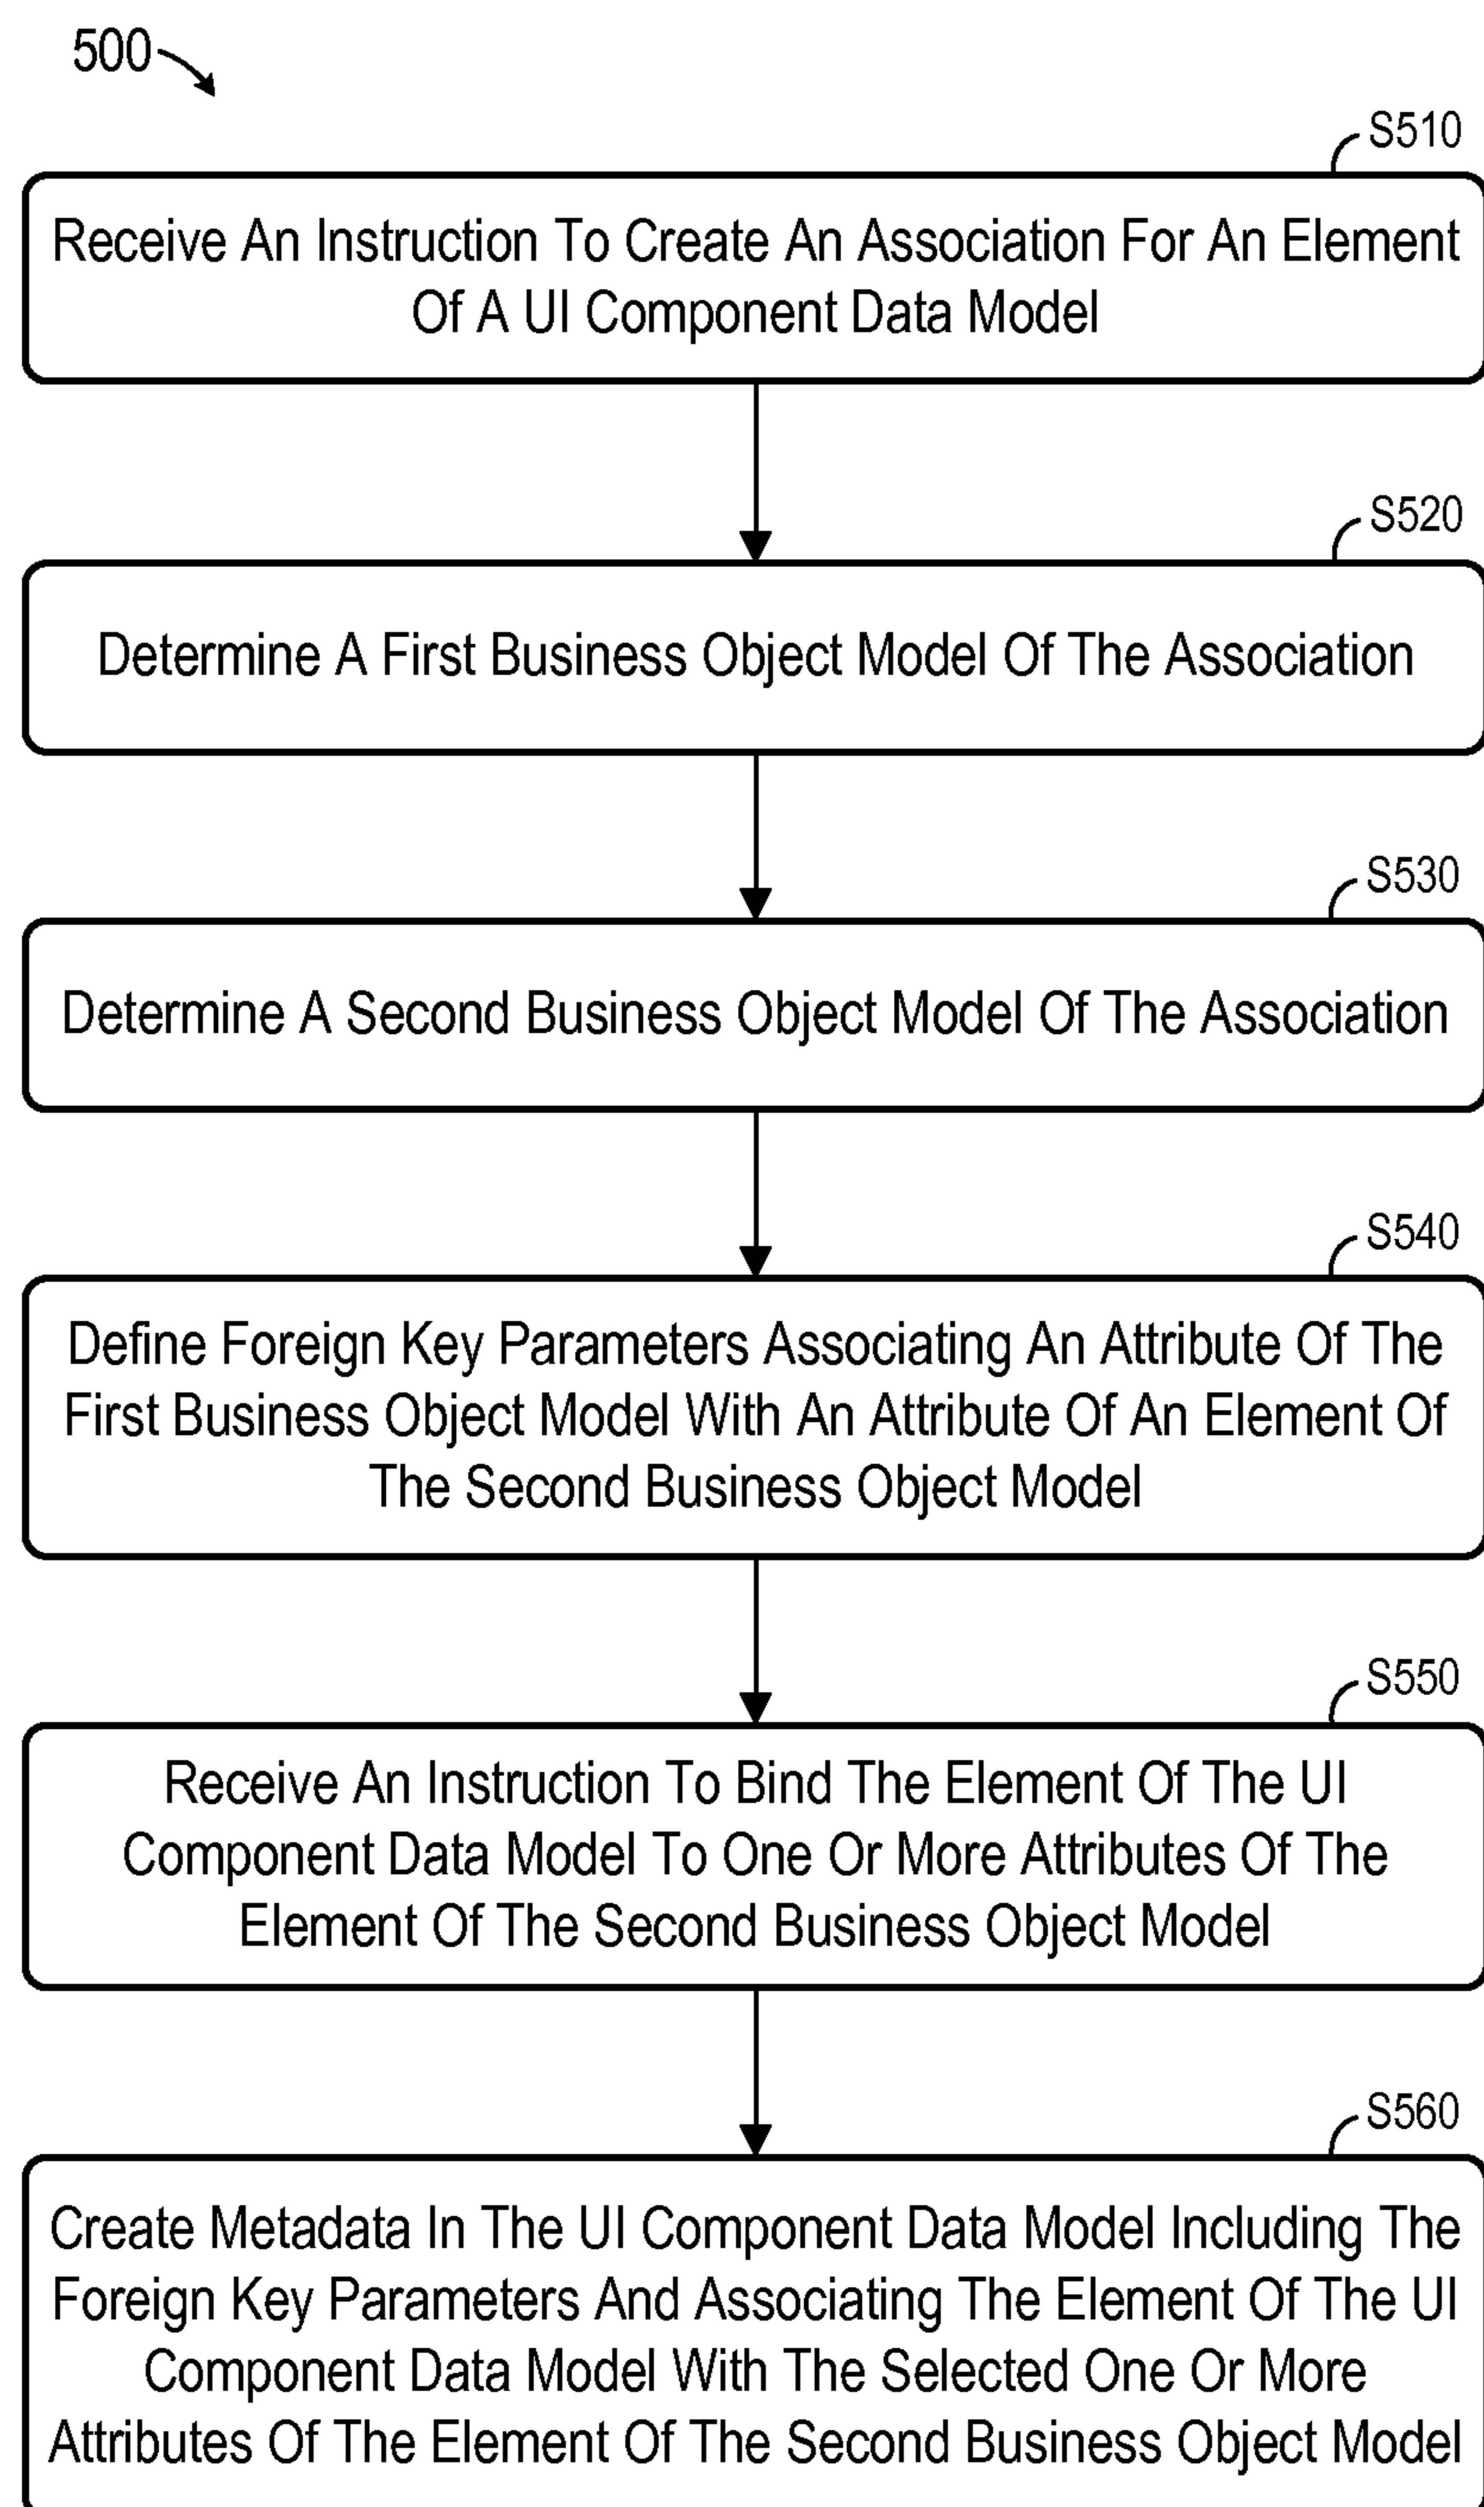 500
S510
Receive An Instruction To Create An Association For An Element
Of A UI Component Data Model
S520
Determine A First Business Object Model Of The Association
S530
Determine A Second Business Object Model Of The Association
S540
Define Foreign Key Parameters Associating An Attribute Of The
First Business Object Model With An Attribute Of An Element Of
The Second Business Object Model
S550
Receive An Instruction To Bind The Element Of The UI
Component Data Model To One Or More Attributes Of The
Element Of The Second Business Object Model
S560
Create Metadata In The UI Component Data Model Including The
Foreign Key Parameters And Associating The Element Of The UI
Component Data Model With The Selected One Or More
Attributes Of The Element Of The Second Business Object Model